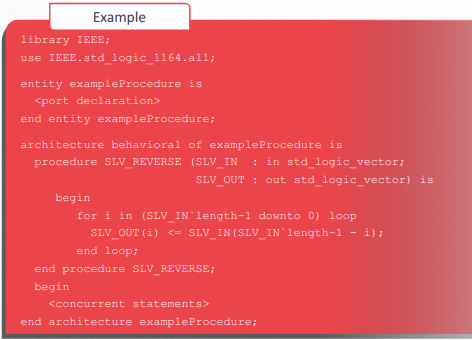 Example
library IEEE;
use IEEE.std_logic_1164.all;
entity exampleProcedure is
<port declaration>
end entity exampleProcedure;
architecture behavioral of exampleProcedure is
procedure SLV_REVERSE (SLV_IN : in std_logic_vector;
SLV_OUT : out std_logic_vector) is
begin
for i in (SLV_IN`length-1 downto 0) loop
SLV_OUT(i) <= SLV_IN(SLV_IN`length-1 - i);
end loop;
end procedure SLV_REVERSE;
begin
<concurrent statements>
end architecture exampleProcedure;